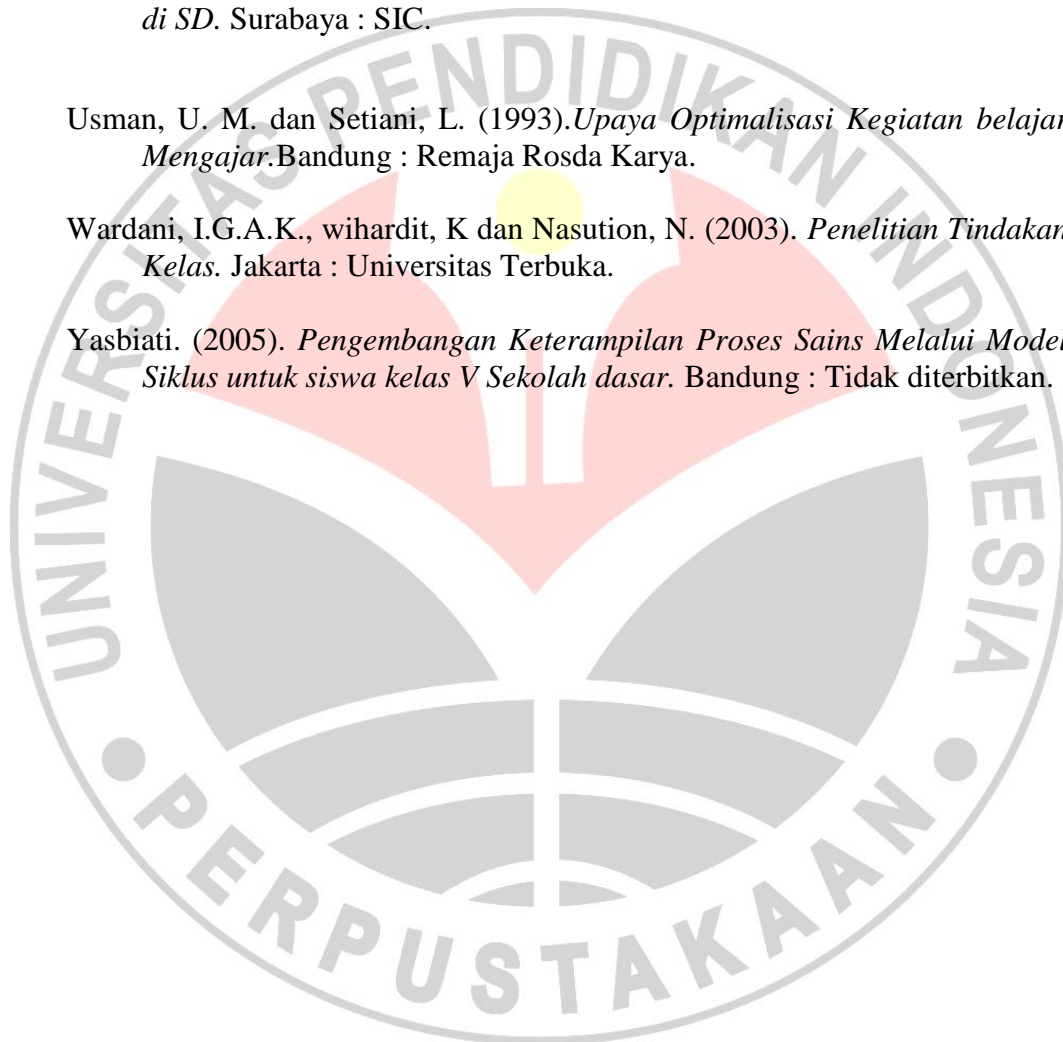 di SD. Surabaya : SIC.
Usman, U. M. dan Setiani, L. (1993).Upaya Optimalisasi Kegiatan belajar
Mengajar.Bandung : Remaja Rosda Karya.
Wardani, I.G.A.K., wihardit, K dan Nasution, N. (2003). Penelitian Tindakan
Kelas. Jakarta : Universitas Terbuka.
Yasbiati. (2005). Pengembangan Keterampilan Proses Sains Melalui Model
Siklus untuk siswa kelas V Sekolah dasar. Bandung : Tidak diterbitkan.
UNIVERSITAS PENDIDIKAN INDONESIA
PERPUSTAKAAN